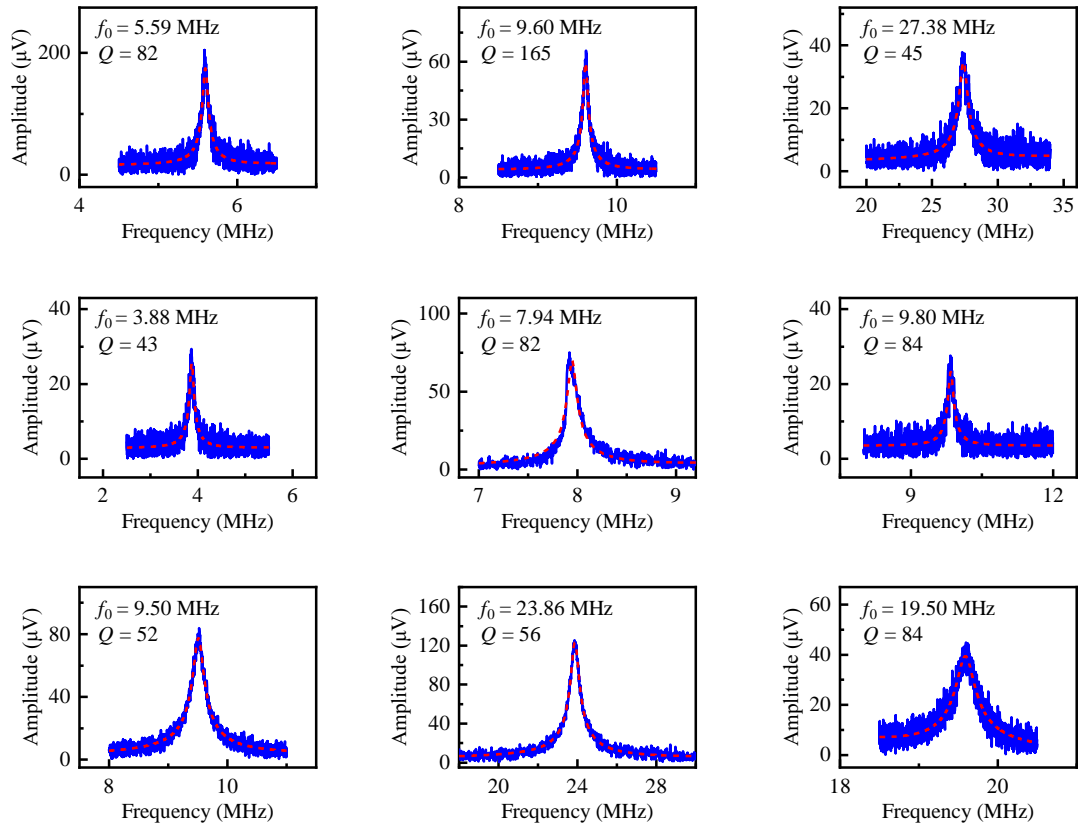 f₀ = 5.59 MHz
Q = 82
Amplitude (µV)
200
0
4
6
Frequency (MHz)
f₀ = 9.60 MHz
Q = 165
Amplitude (µV)
60
30
0
8
10
Frequency (MHz)
f₀ = 27.38 MHz
Q = 45
Amplitude (µV)
40
20
0
20
25
30
35
Frequency (MHz)
f₀ = 3.88 MHz
Q = 43
Amplitude (µV)
40
20
0
2
4
6
Frequency (MHz)
f₀ = 7.94 MHz
Q = 82
Amplitude (µV)
100
50
0
7
8
9
Frequency (MHz)
f₀ = 9.80 MHz
Q = 84
Amplitude (µV)
40
20
0
9
12
Frequency (MHz)
f₀ = 9.50 MHz
Q = 52
Amplitude (µV)
80
40
0
8
10
Frequency (MHz)
f₀ = 23.86 MHz
Q = 56
Amplitude (µV)
160
120
80
40
0
20
24
28
Frequency (MHz)
f₀ = 19.50 MHz
Q = 84
Amplitude (µV)
60
40
20
0
18
20
Frequency (MHz)